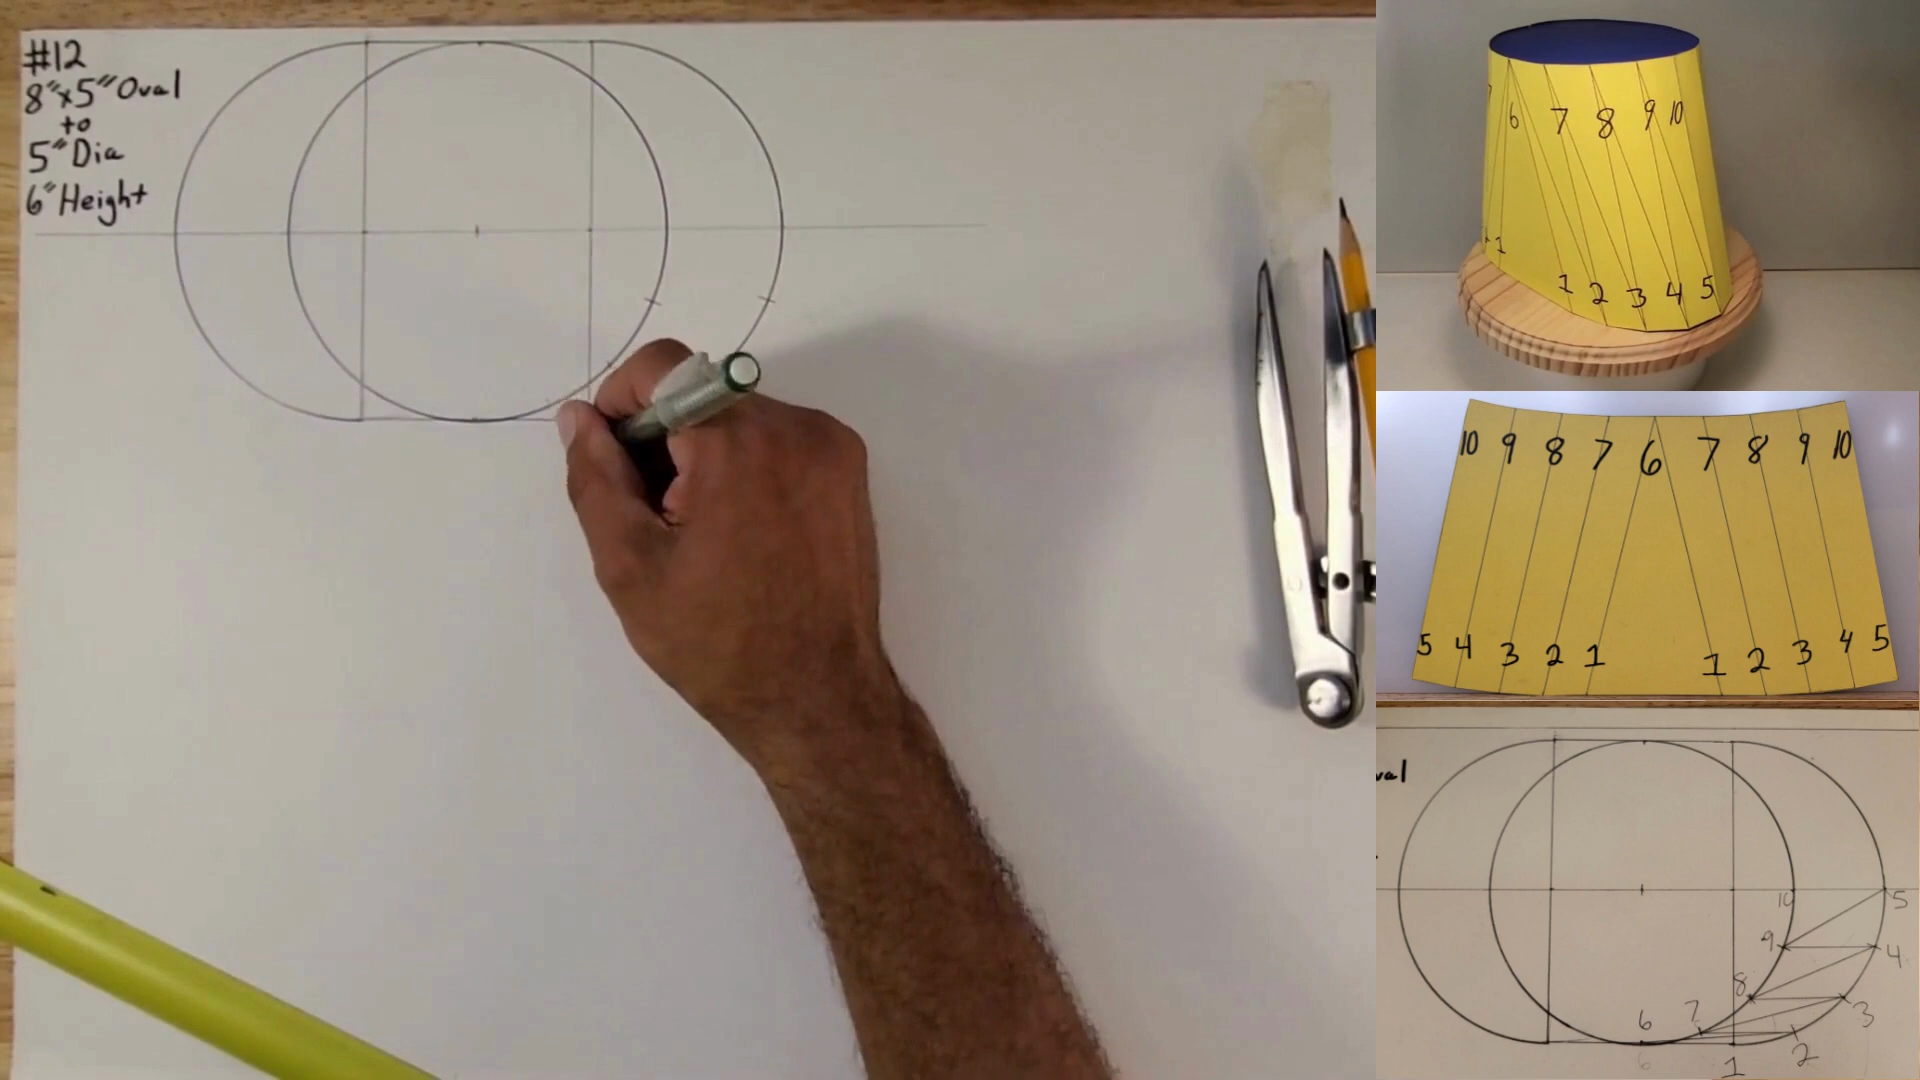 #12
8"x5" Oval
to
5" Dia
6" Height
6 7 8 9 10
1 1 2 3 4 5
10 9 8 7 6 7 8 9 10
5 4 3 2 1 1 2 3 4 5
10 5
9 4
8 3
6 7
6 1 2